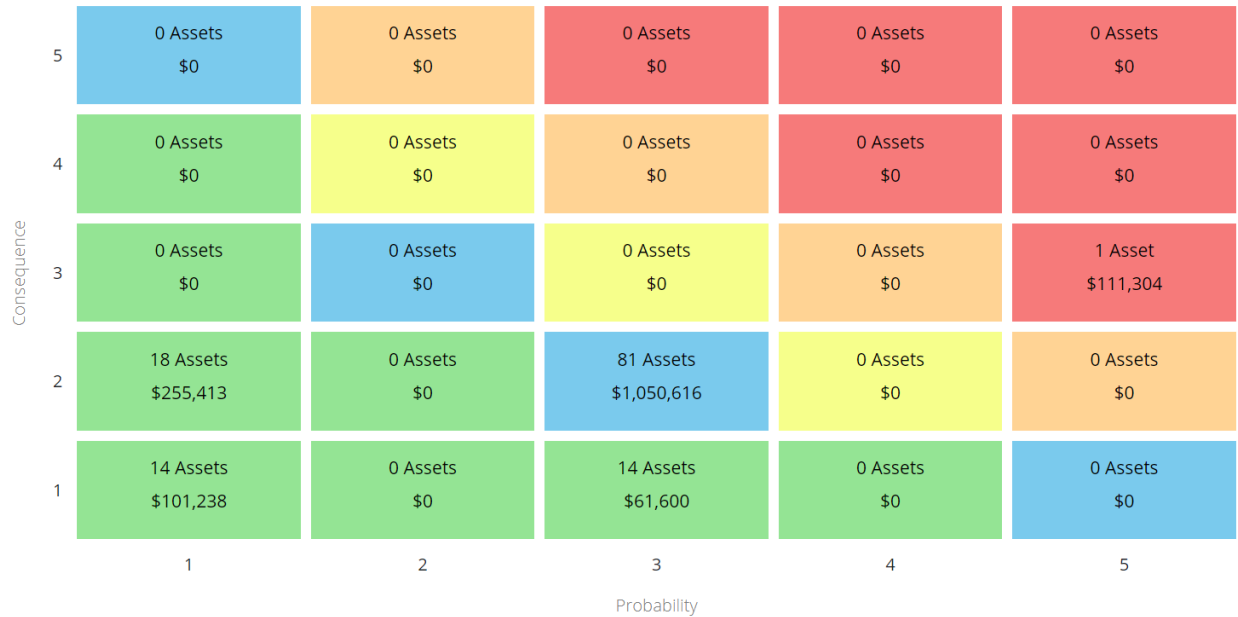 5
0 Assets
$0
0 Assets
$0
0 Assets
$0
0 Assets
$0
0 Assets
$0
4
0 Assets
$0
0 Assets
$0
0 Assets
$0
0 Assets
$0
0 Assets
$0
Consequence
3
0 Assets
$0
0 Assets
$0
0 Assets
$0
0 Assets
$0
1 Asset
$111,304
2
18 Assets
$255,413
0 Assets
$0
81 Assets
$1,050,616
0 Assets
$0
0 Assets
$0
1
14 Assets
$101,238
0 Assets
$0
14 Assets
$61,600
0 Assets
$0
0 Assets
$0
1
2
3
4
5
Probability